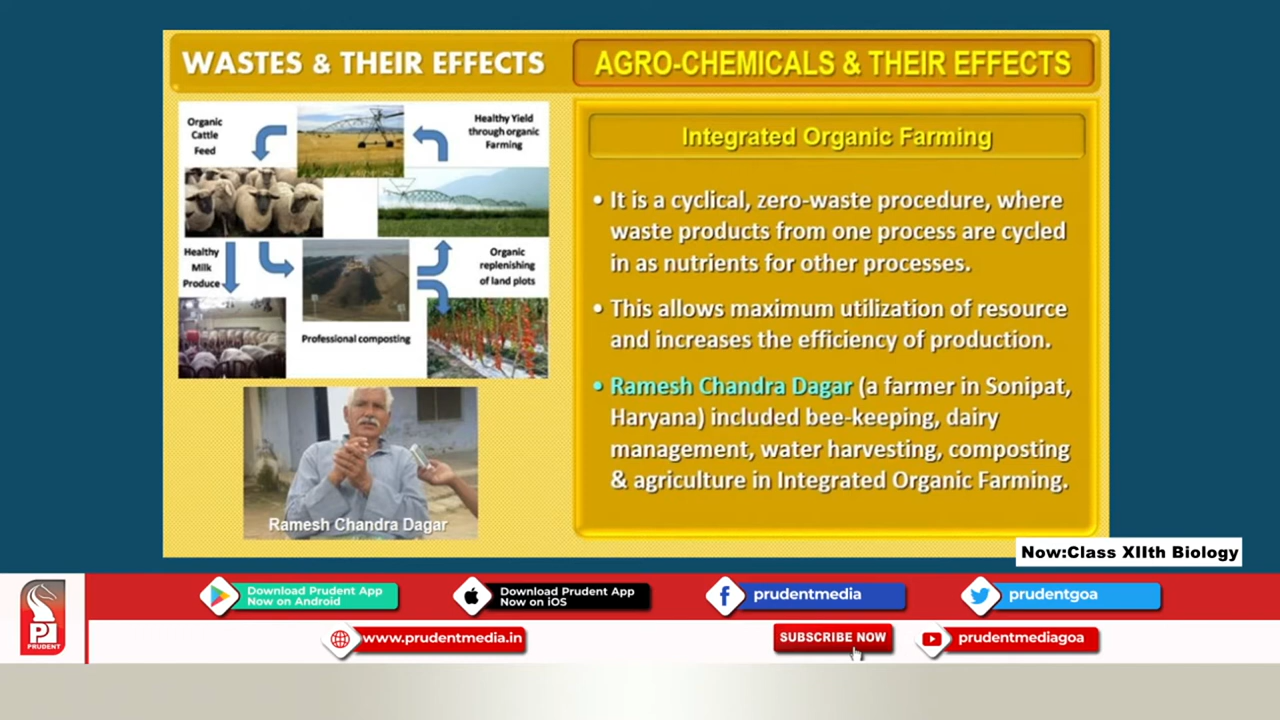 WASTES & THEIR EFFECTS
AGRO-CHEMICALS & THEIR EFFECTS
Organic
Cattle
Feed
Healthy Yield
through organic
Farming
Healthy
Milk
Produce
Organic
replenishing
of land plots
Professional composting
Ramesh Chandra Dagar
Integrated Organic Farming
• It is a cyclical, zero-waste procedure, where
waste products from one process are cycled
in as nutrients for other processes.
• This allows maximum utilization of resource
and increases the efficiency of production.
• Ramesh Chandra Dagar (a farmer in Sonipat,
Haryana) included bee-keeping, dairy
management, water harvesting, composting
& agriculture in Integrated Organic Farming.
Now:Class XIIth Biology
PRUDENT
Download Prudent App
Now on Android
Download Prudent App
Now on iOS
prudentmedia
prudentgoa
www.prudentmedia.in
SUBSCRIBE NOW
prudentmediagoa